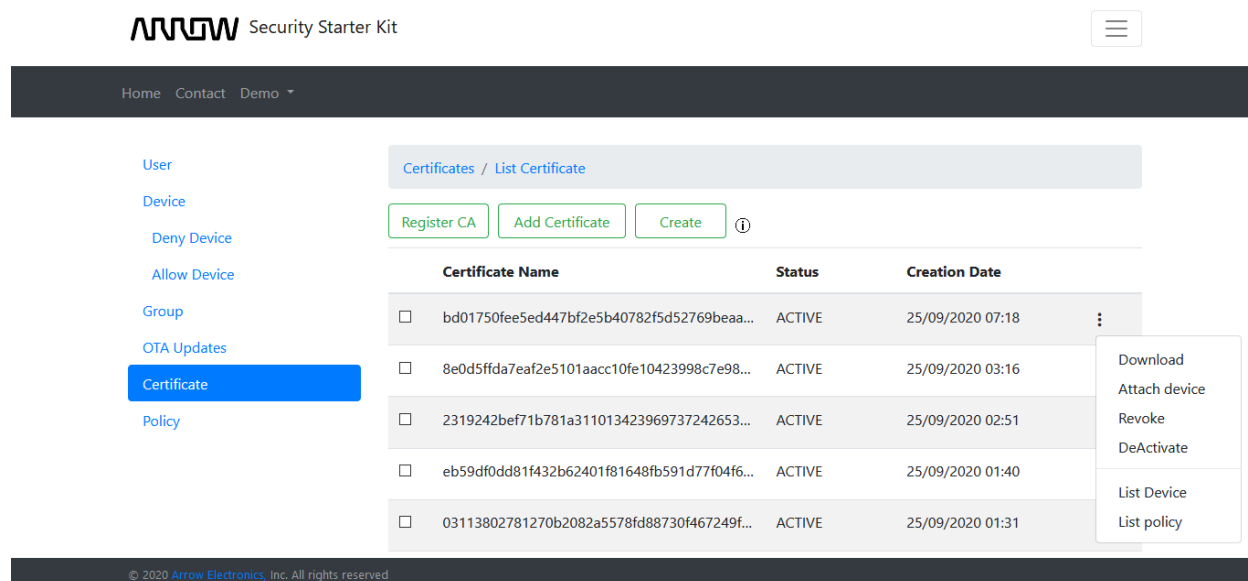 ARROW Security Starter Kit
Home Contact Demo
User
Device
Deny Device
Allow Device
Group
OTA Updates
Certificate
Policy
Certificates / List Certificate
Register CA Add Certificate Create
Certificate Name Status Creation Date
bd01750fee5ed447bf2e5b40782f5d52769beaa... ACTIVE 25/09/2020 07:18
8e0d5ffda7eaf2e5101aacc10fe10423998c7e98... ACTIVE 25/09/2020 03:16
2319242bef71b781a311013423969737242653... ACTIVE 25/09/2020 02:51
eb59df0dd81f432b62401f81648fb591d77f04f6... ACTIVE 25/09/2020 01:40
03113802781270b2082a5578fd88730f467249f... ACTIVE 25/09/2020 01:31
Download
Attach device
Revoke
DeActivate
List Device
List policy
© 2020 Arrow Electronics, Inc. All rights reserved